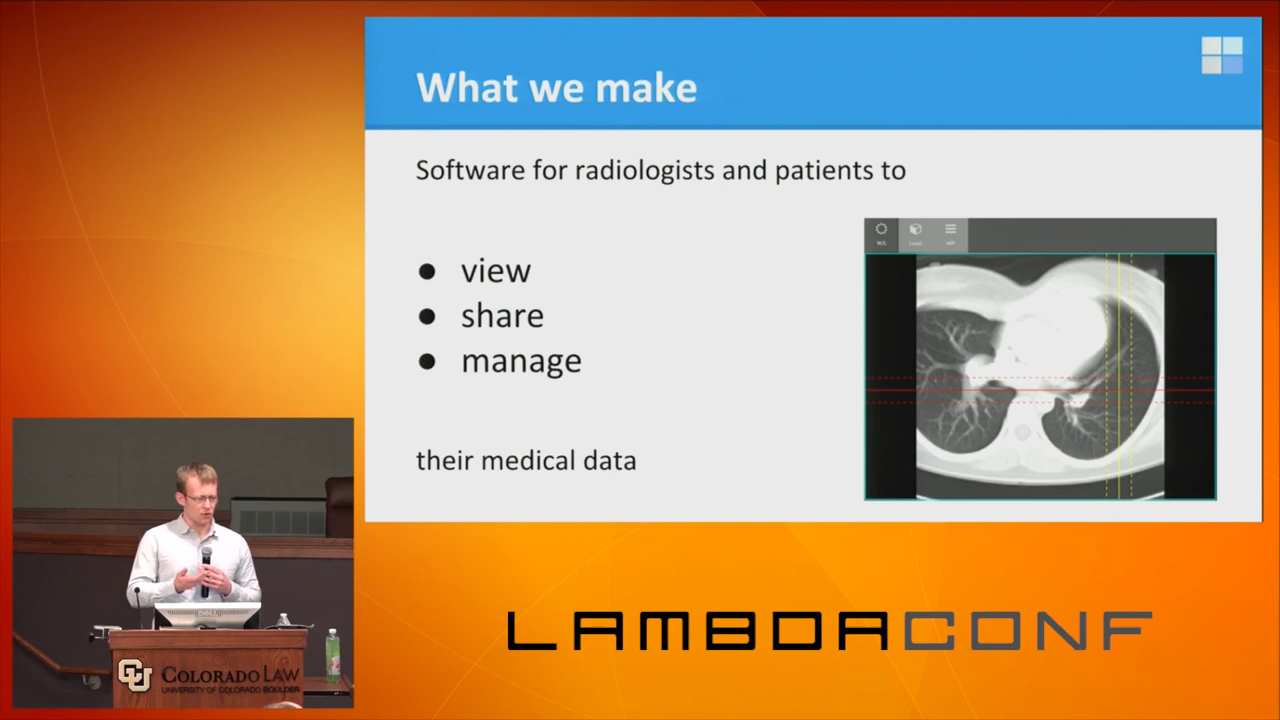 What we make
Software for radiologists and patients to
● view
● share
● manage
their medical data
W/L
LAMBDACONF
CU
COLORADO LAW
UNIVERSITY OF COLORADO BOULDER